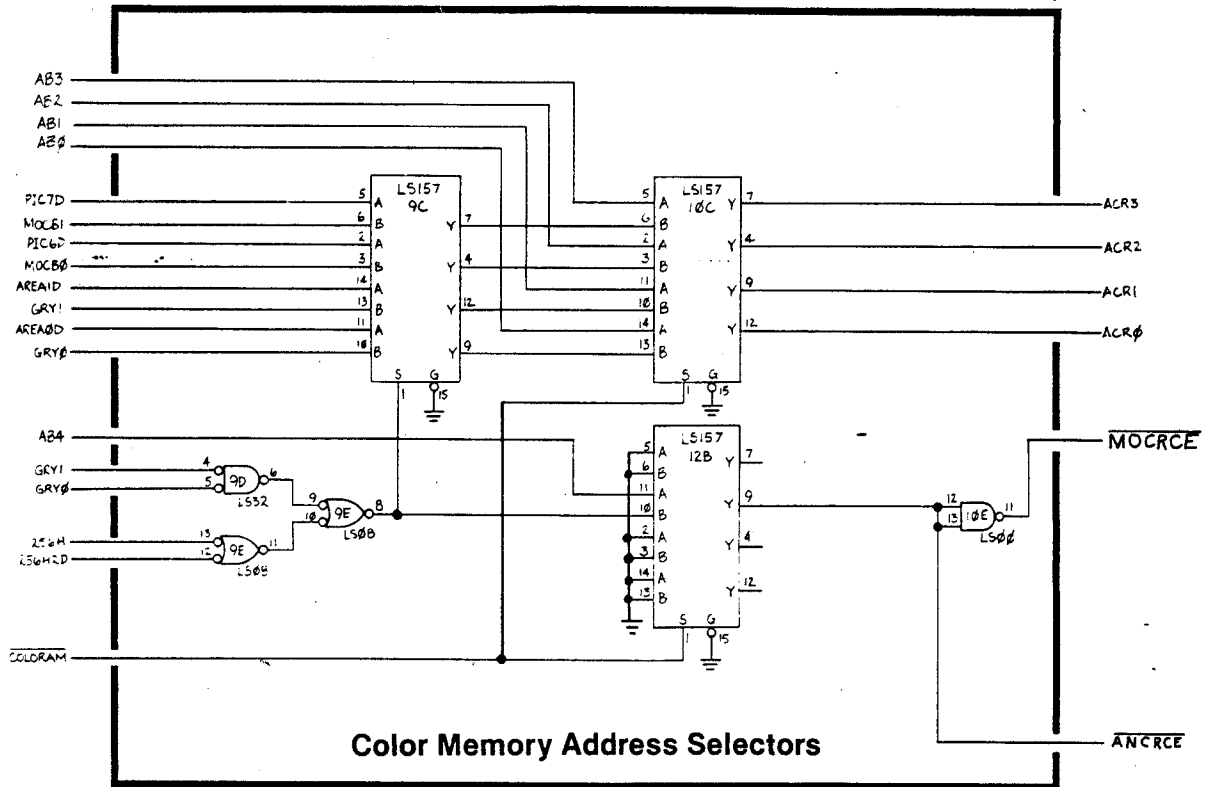 AB3
AB2
AB1
ABØ
PIC7D
MOCB1
PIC6D
MOCBØ
AREA1D
GRY1
AREAØD
GRYØ
5 A
6 B
2 A
3 B
14 A
13 B
11 A
10 B
LS157
9C
Y 7
Y 4
Y 12
Y 9
S
1
G
15
5 A
6 B
2 A
3 B
11 A
10 B
14 A
13 B
LS157
10C
Y 7
Y 4
Y 9
Y 12
S
1
G
15
ACR3
ACR2
ACR1
ACRØ
AB4
GRY1
GRYØ
4
5
9D
6
LS32
9
10
9E
8
LSØ8
256H
256H2D
13
12
9E
11
LSØ8
5 A
6 B
11 A
10 B
2 A
3 B
14 A
13 B
LS157
12B
Y 7
Y 9
Y 4
Y 12
S
1
G
15
12
13
10E
11
LSØØ
MOCRCE
COLORAM
ANCRCE
Color Memory Address Selectors